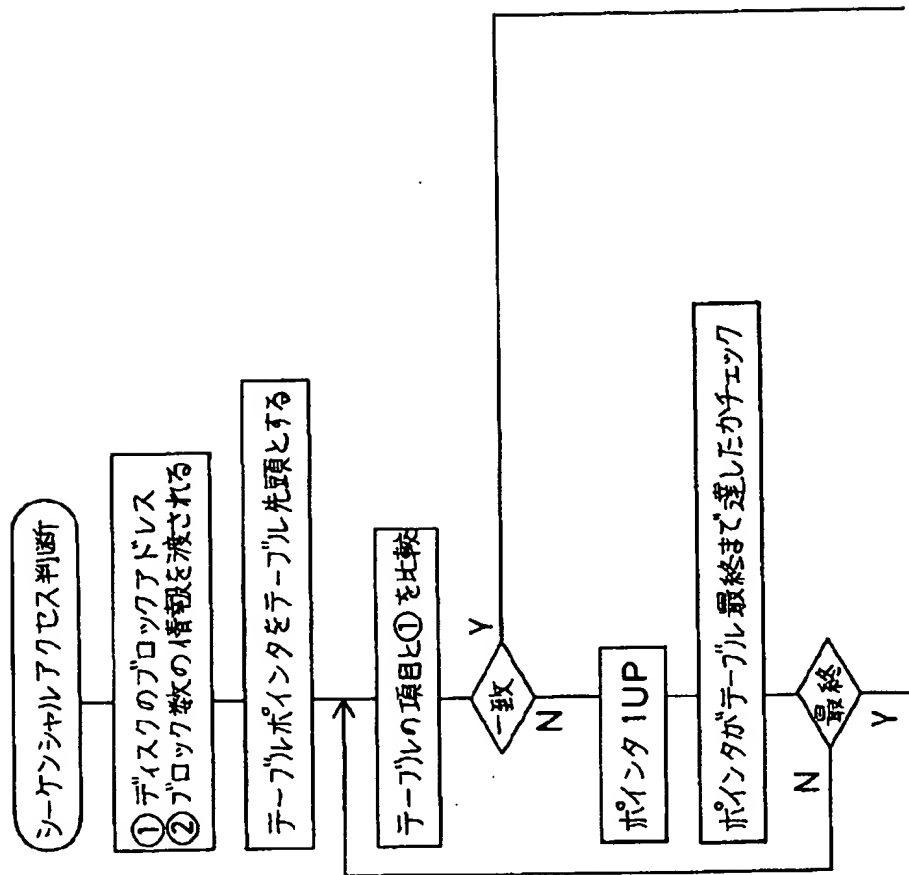 シーケンシャルアクセス判断
①ディスクのブロックアドレス
②ブロック数の情報を渡される
テーブルポインタをテーブル先頭とする
テーブルの項目と①を比較
一致
Y
N
ポインタ1UP
ポインタがテーブル最終まで達したかチェック
最終
N
Y